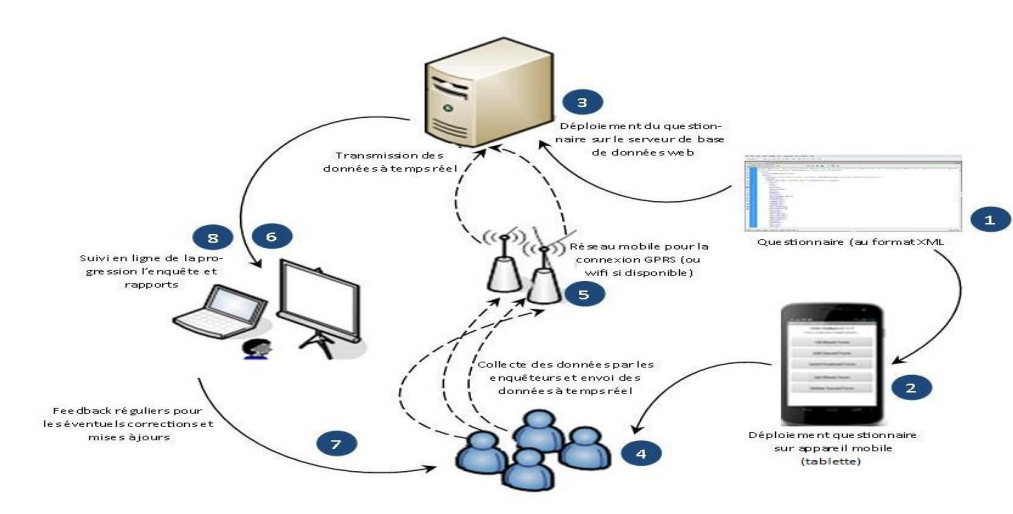 3
Déploiement du question-
naire sur le serveur de base
de données web
Transmission des
données à temps réel
1
Questionnaire (au format XML
8
6
Suivi en ligne de la pro-
gression l’enquête et
rapports
Réseau mobile pour la
connexion GPRS (ou
wifi si disponible)
5
2
Déploiement questionnaire
sur appareil mobile
(tablette)
Collecte des données par les
enquêteurs et envoi des
données à temps réel
4
Feedback réguliers pour
les éventuels corrections et
mises à jours
7